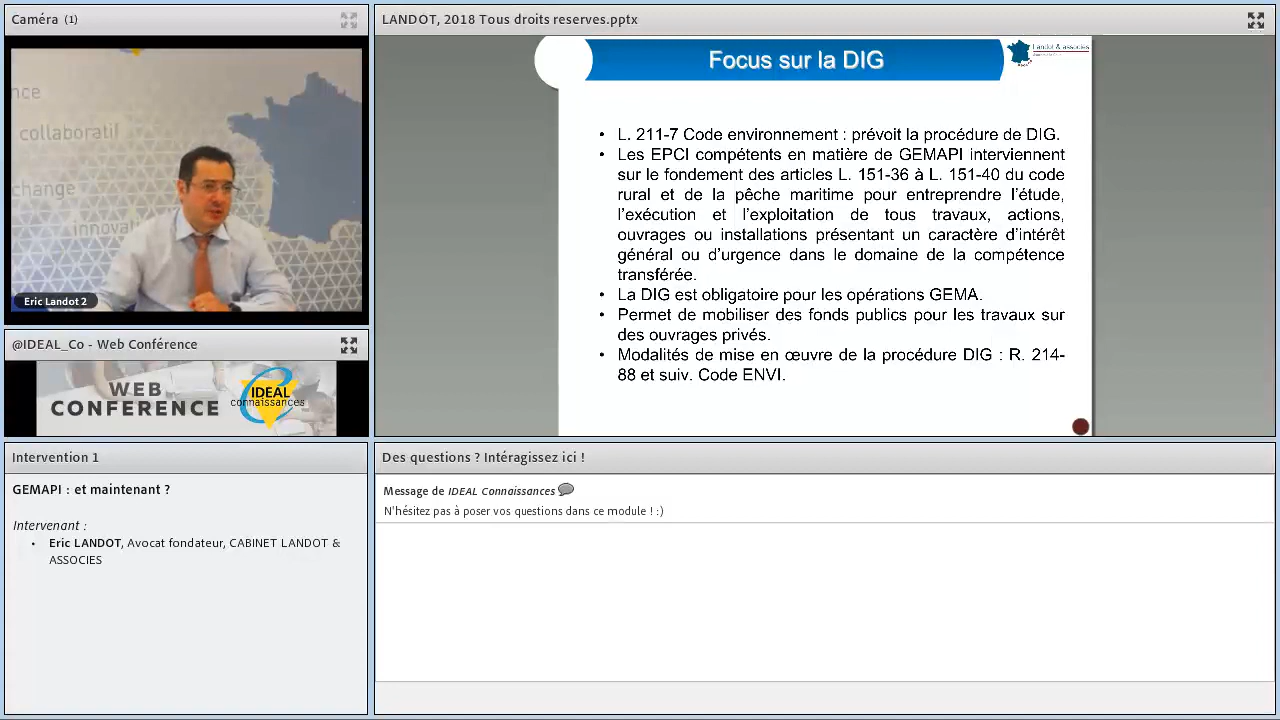 Caméra (1)
nce
collaboratif
change
innovati
Eric Landot 2
@IDEAL_Co - Web Conférence
WEB
CONFERENCE
IDEAL
connaissances
Intervention 1
GEMAPI : et maintenant ?
Intervenant :
• Eric LANDOT, Avocat fondateur, CABINET LANDOT &
ASSOCIES
LANDOT, 2018 Tous droits reserves.pptx
Focus sur la DIG
Landot & associés
• L. 211-7 Code environnement : prévoit la procédure de DIG.
• Les EPCI compétents en matière de GEMAPI interviennent
sur le fondement des articles L. 151-36 à L. 151-40 du code
rural et de la pêche maritime pour entreprendre l'étude,
l'exécution et l'exploitation de tous travaux, actions,
ouvrages ou installations présentant un caractère d'intérêt
général ou d'urgence dans le domaine de la compétence
transférée.
• La DIG est obligatoire pour les opérations GEMA.
• Permet de mobiliser des fonds publics pour les travaux sur
des ouvrages privés.
• Modalités de mise en œuvre de la procédure DIG : R. 214-
88 et suiv. Code ENVI.
Des questions ? Intéragissez ici !
Message de IDEAL Connaissances
N'hésitez pas à poser vos questions dans ce module ! :)